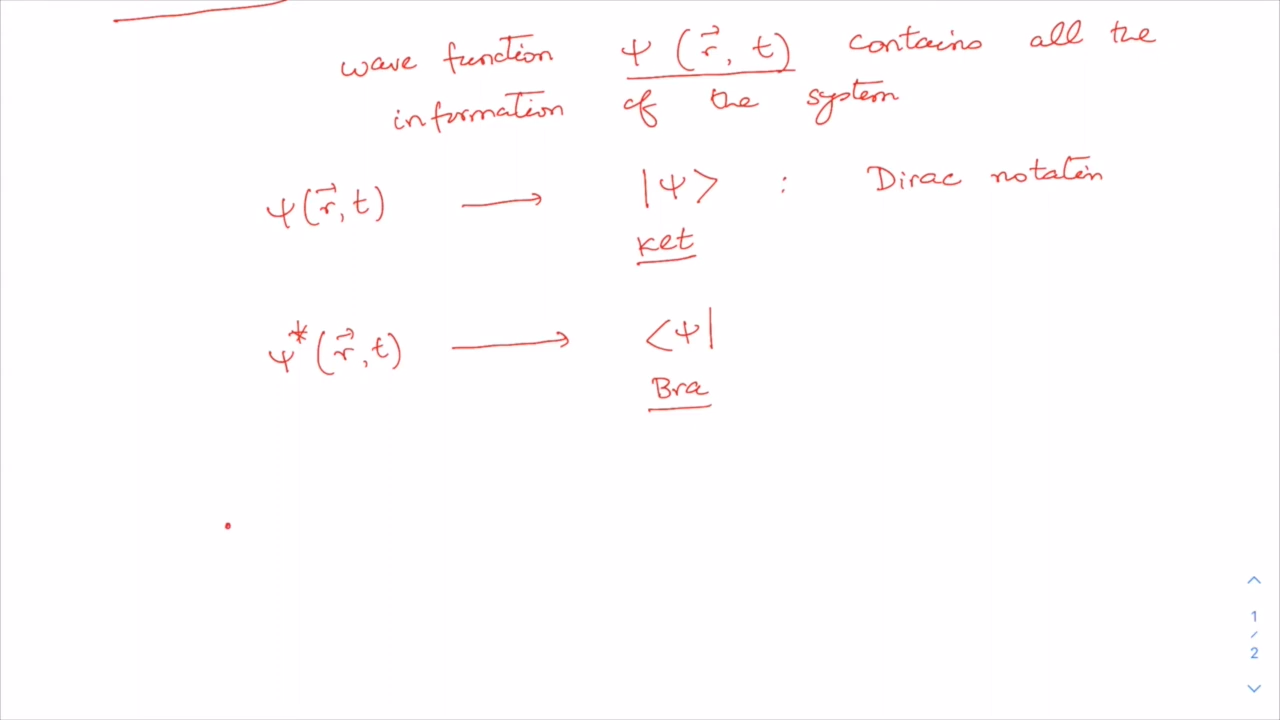 wave function ψ (r⃗, t) contains all the
information of the system
ψ(r⃗, t) ⟶ |ψ> : Dirac notation
ket
ψ*(r⃗, t) ⟶ <ψ|
Bra
1
/
2